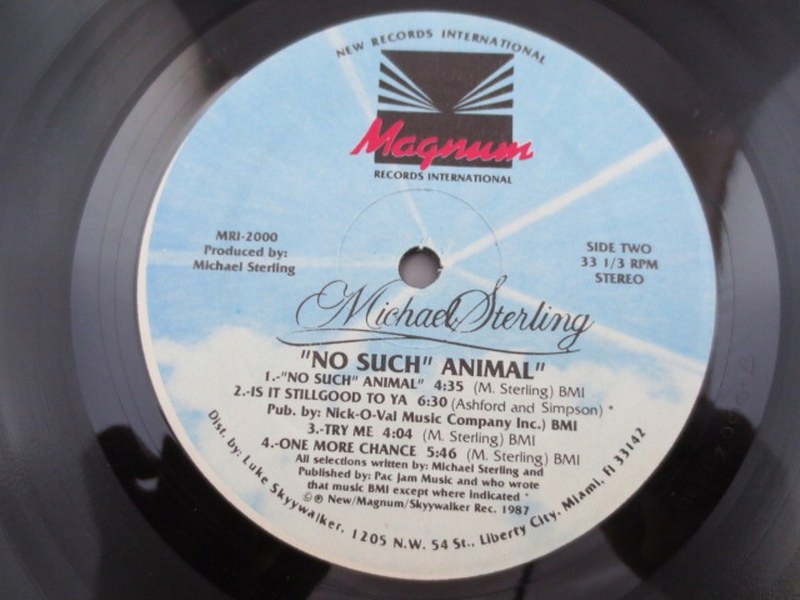 NEW RECORDS INTERNATIONAL
Magnum
RECORDS INTERNATIONAL
MRI-2000
Produced by:
Michael Sterling
SIDE TWO
33 1/3 RPM
STEREO
Michael Sterling
"NO SUCH" ANIMAL"
1.-"NO SUCH" ANIMAL" 4:35 (M. Sterling) BMI
2.-IS IT STILLGOOD TO YA 6:30 (Ashford and Simpson) *
Pub. by: Nick-O-Val Music Company Inc.) BMI
3.-TRY ME 4:04 (M. Sterling) BMI
4.-ONE MORE CHANCE 5:46 (M. Sterling) BMI
All selections written by: Michael Sterling and
Published by: Pac Jam Music and who wrote
that music BMI except where indicated *
©℗ New/Magnum/Skyywalker Rec. 1987
Dist. by: Luke Skyywalker, 1205 N.W. 54 St., Liberty City, Miami, Fl 33142